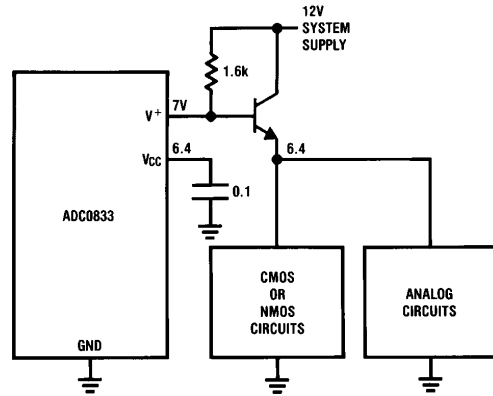 12V
SYSTEM
SUPPLY
1.6k
7V
V+
6.4
6.4
VCC
0.1
ADC0833
CMOS
OR
NMOS
CIRCUITS
ANALOG
CIRCUITS
GND